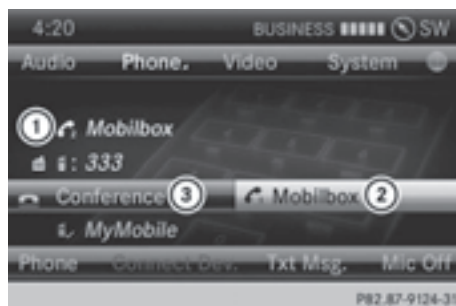 4:20 BUSINESS SW
Audio Phone. Video System
1 Mobilbox
: 333
Conference 3 Mobilbox 2
MyMobile
Phone Connect Dev. Txt Msg. Mic Off
P82.87-9124-31